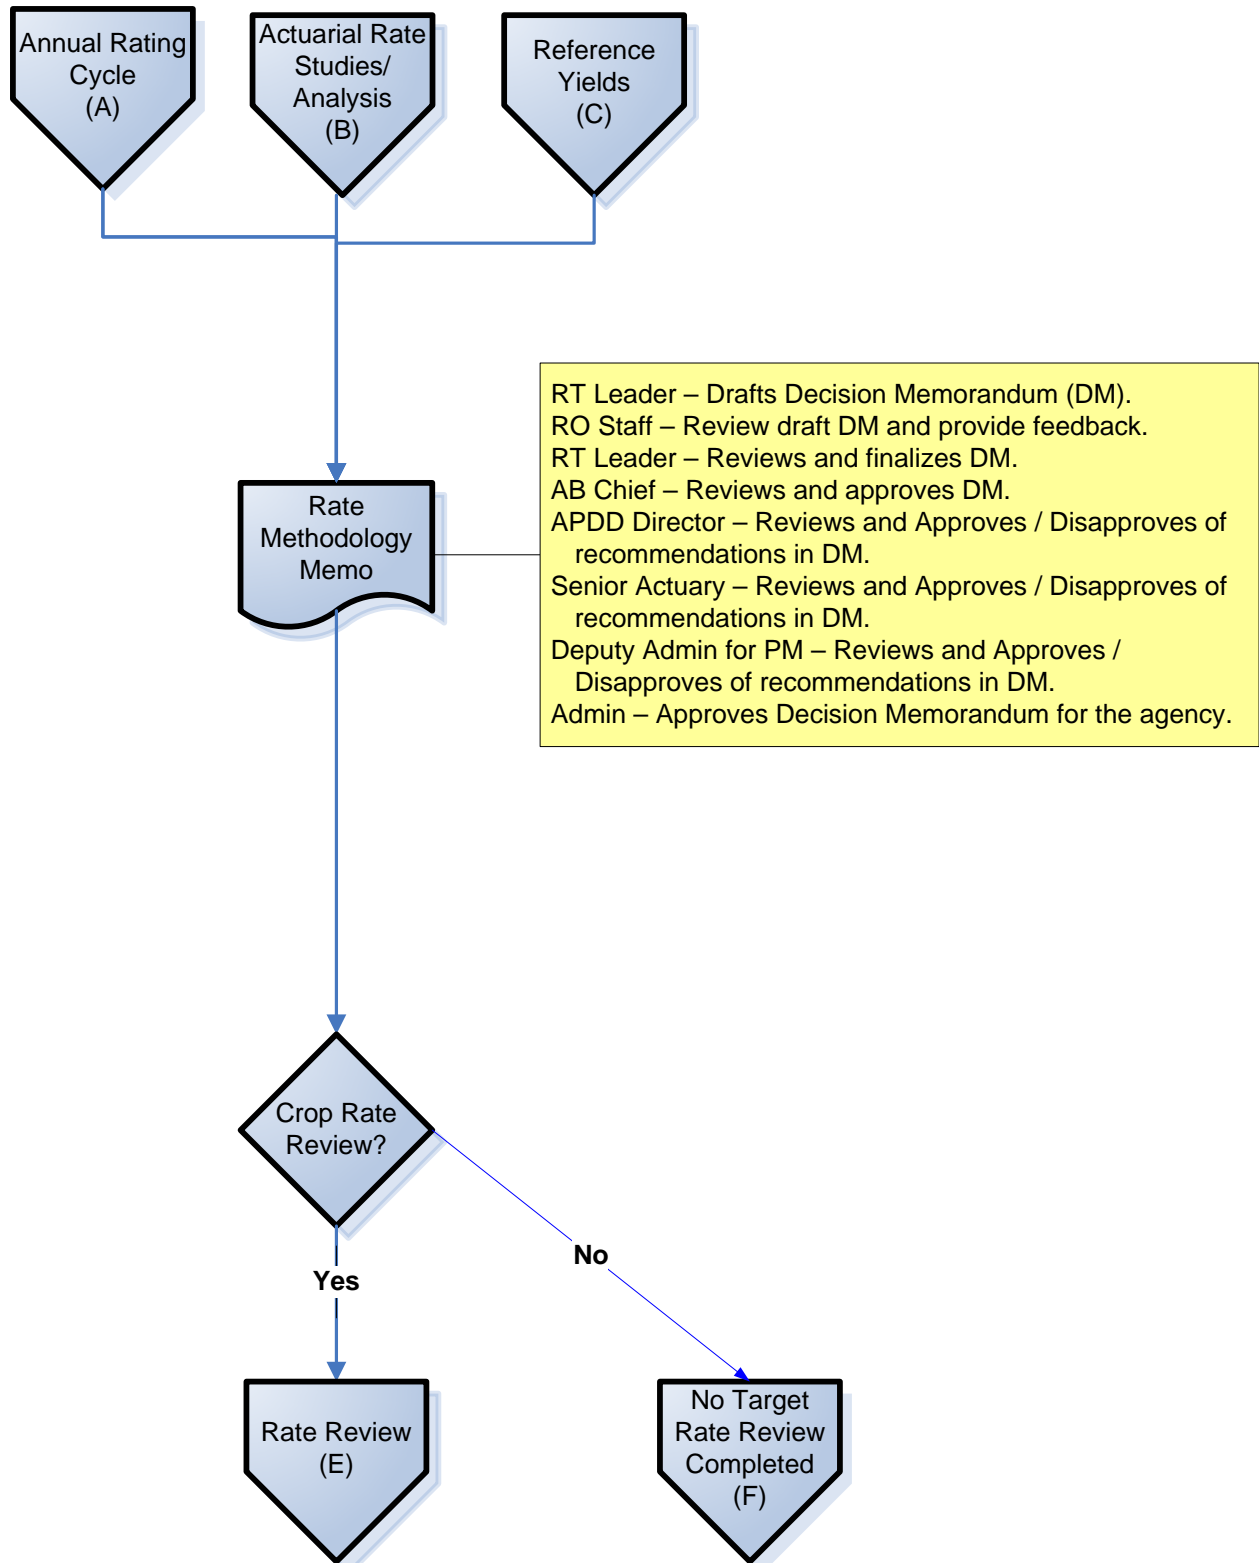 Annual Rating
Cycle
(A)
Actuarial Rate
Studies/
Analysis
(B)
Reference
Yields
(C)
RT Leader – Drafts Decision Memorandum (DM).
RO Staff – Review draft DM and provide feedback.
RT Leader – Reviews and finalizes DM.
AB Chief – Reviews and approves DM.
APDD Director – Reviews and Approves / Disapproves of
recommendations in DM.
Senior Actuary – Reviews and Approves / Disapproves of
recommendations in DM.
Deputy Admin for PM – Reviews and Approves /
Disapproves of recommendations in DM.
Admin – Approves Decision Memorandum for the agency.
Rate
Methodology
Memo
Crop Rate
Review?
No
Yes
Rate Review
(E)
No Target
Rate Review
Completed
(F)